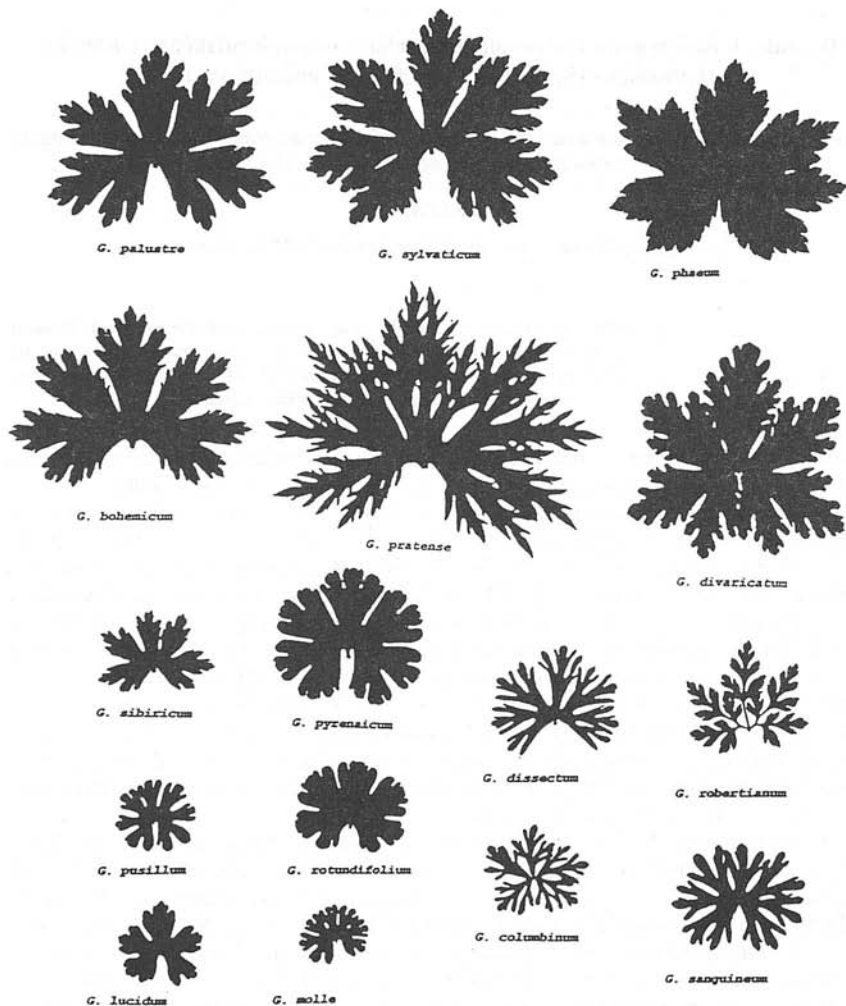 G. palustre
G. sylvaticum
G. phaeum
G. bohemicum
G. pratense
G. divaricatum
G. sibiricum
G. pyrenaicum
G. dissectum
G. robertianum
G. pusillum
G. rotundifolium
G. columbinum
G. sanguineum
G. lucidum
G. molle